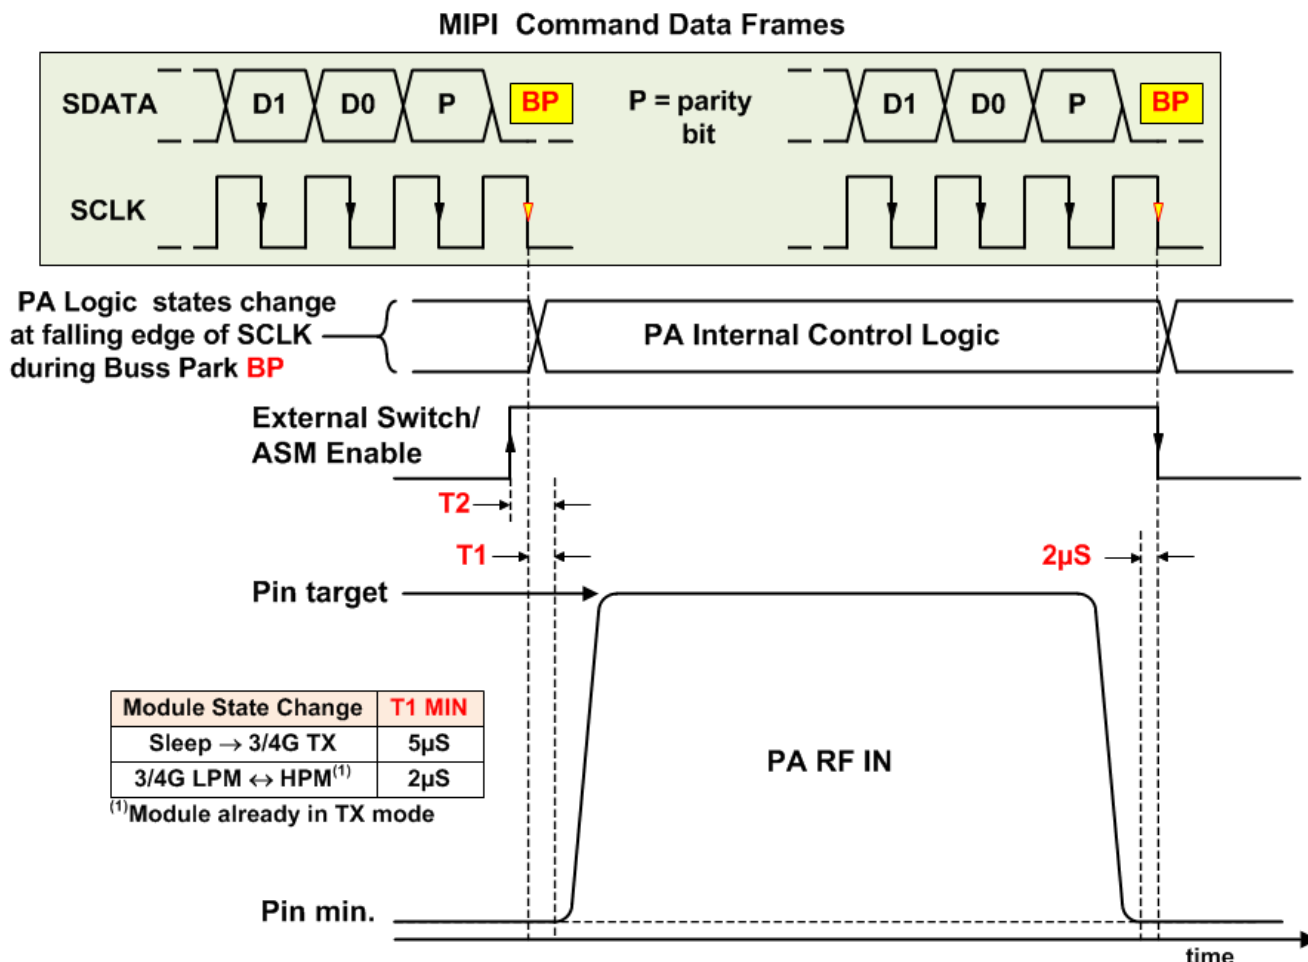 MIPI Command Data Frames
SDATA D1 D0 P BP P = parity bit D1 D0 P BP
SCLK
PA Logic states change
at falling edge of SCLK
during Buss Park BP
PA Internal Control Logic
External Switch/
ASM Enable
T2
T1
2µS
Pin target
Module State Change T1 MIN
Sleep → 3/4G TX 5µS
3/4G LPM ↔ HPM(1) 2µS
(1)Module already in TX mode
PA RF IN
Pin min.
time